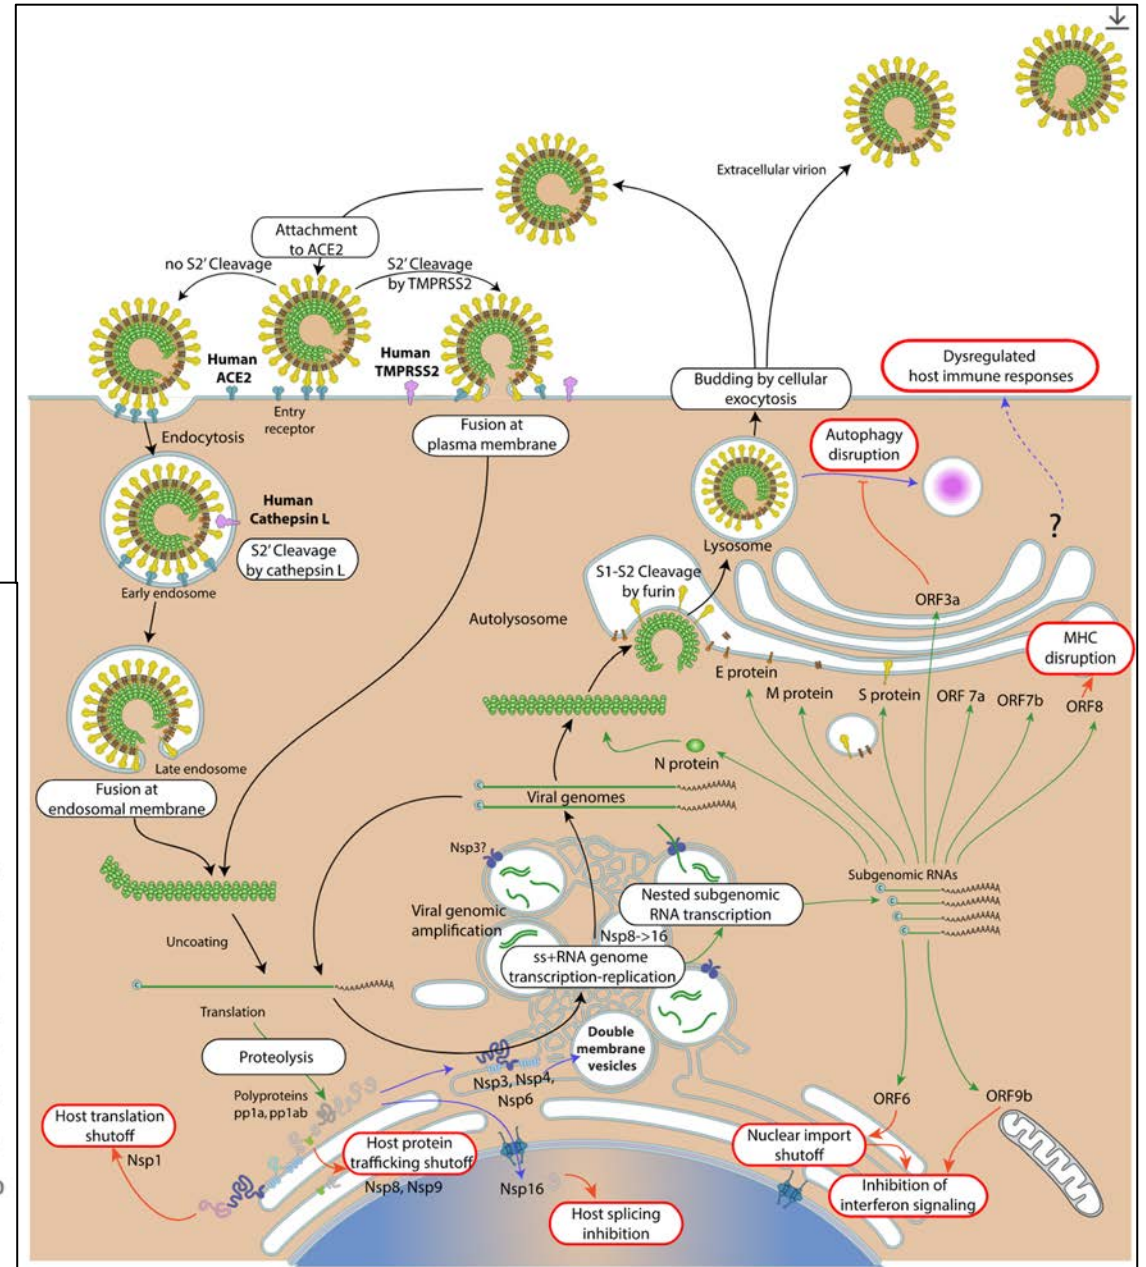 Extracellular virion
Attachment
to ACE2
no S2' Cleavage
S2' Cleavage
by TMPRSS2
Human
ACE2
Human
TMPRSS2
Entry
receptor
Endocytosis
Fusion at
plasma membrane
Budding by cellular
exocytosis
Dysregulated
host immune responses
Autophagy
disruption
Human
Cathepsin L
S2' Cleavage
by cathepsin L
Early endosome
Lysosome
?
S1-S2 Cleavage
by furin
Autolysosome
ORF3a
MHC
disruption
E protein
M protein
S protein
ORF 7a
ORF7b
ORF8
Late endosome
Fusion at
endosomal membrane
N protein
C
Viral genomes
C
Nsp3?
Viral genomic
amplification
Nested subgenomic
RNA transcription
Subgenomic RNAs
C
C
C
C
Nsp8->16
ss+RNA genome
transcription-replication
Uncoating
C
Translation
Proteolysis
Double
membrane
vesicles
Nsp3, Nsp4,
Nsp6
Polyproteins
pp1a, pp1ab
ORF6
ORF9b
Host translation
shutoff
Nsp1
Host protein
trafficking shutoff
Nsp8, Nsp9
Nsp16
Host splicing
inhibition
Nuclear import
shutoff
Inhibition of
interferon signaling